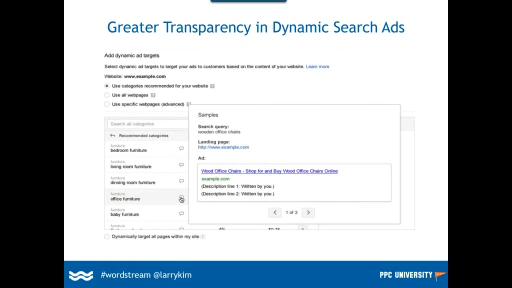 Greater Transparency in Dynamic Search Ads
Add dynamic ad targets
Select dynamic ad targets to target your ads to customers based on the content of your website. Learn more
Website: www.example.com
Use categories recommended for your website
Use all webpages
Use specific webpages (advanced)
Search all categories
Recommended categories
furniture
bedroom furniture
furniture
living room furniture
furniture
dinning room furniture
furniture
office furniture
furniture
baby furniture
furniture
Samples
Search query:
wooden office chairs
Landing page:
http://www.example.com
Ad:
Wood Office Chairs - Shop for and Buy Wood Office Chairs Online
example.com
(Description line 1: Written by you.)
(Description line 2: Written by you.)
1 of 3
Dynamically target all pages within my site
#wordstream @larrykim
PPC UNIVERSITY